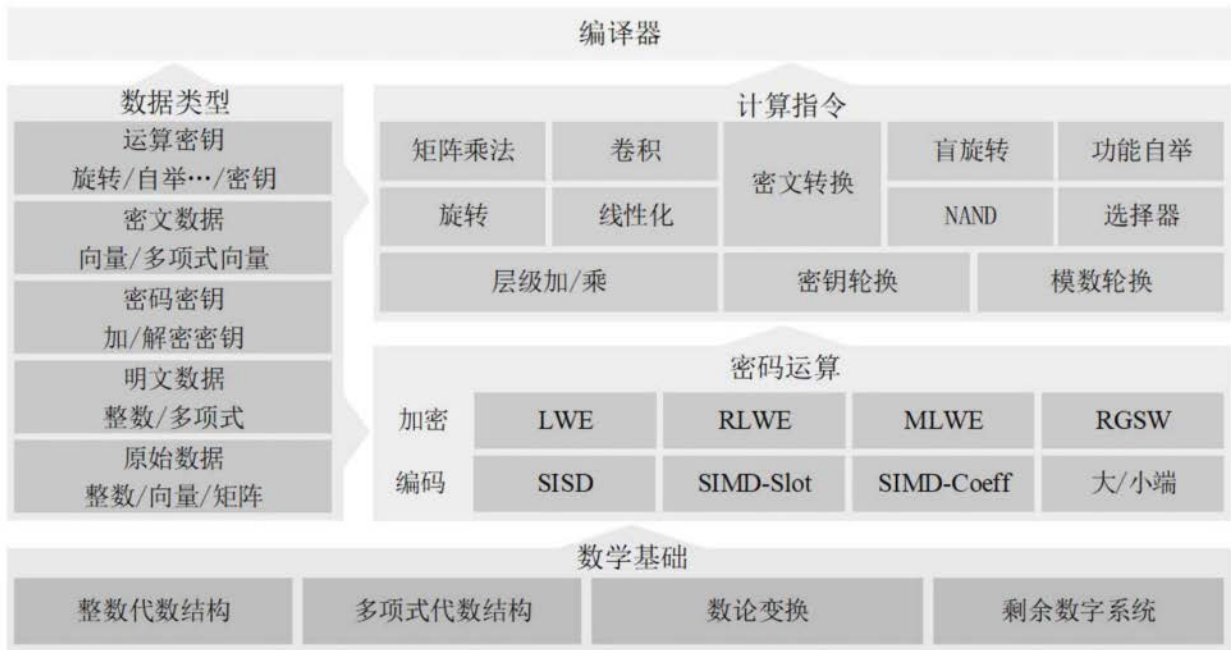 编译器
数据类型
运算密钥
旋转/自举…/密钥
密文数据
向量/多项式向量
密码密钥
加/解密密钥
明文数据
整数/多项式
原始数据
整数/向量/矩阵
计算指令
矩阵乘法 卷积 密文转换 盲旋转 功能自举
旋转 线性化 NAND 选择器
层级加/乘 密钥轮换 模数轮换
密码运算
加密 LWE RLWE MLWE RGSW
编码 SISD SIMD-Slot SIMD-Coeff 大/小端
数学基础
整数代数结构 多项式代数结构 数论变换 剩余数字系统